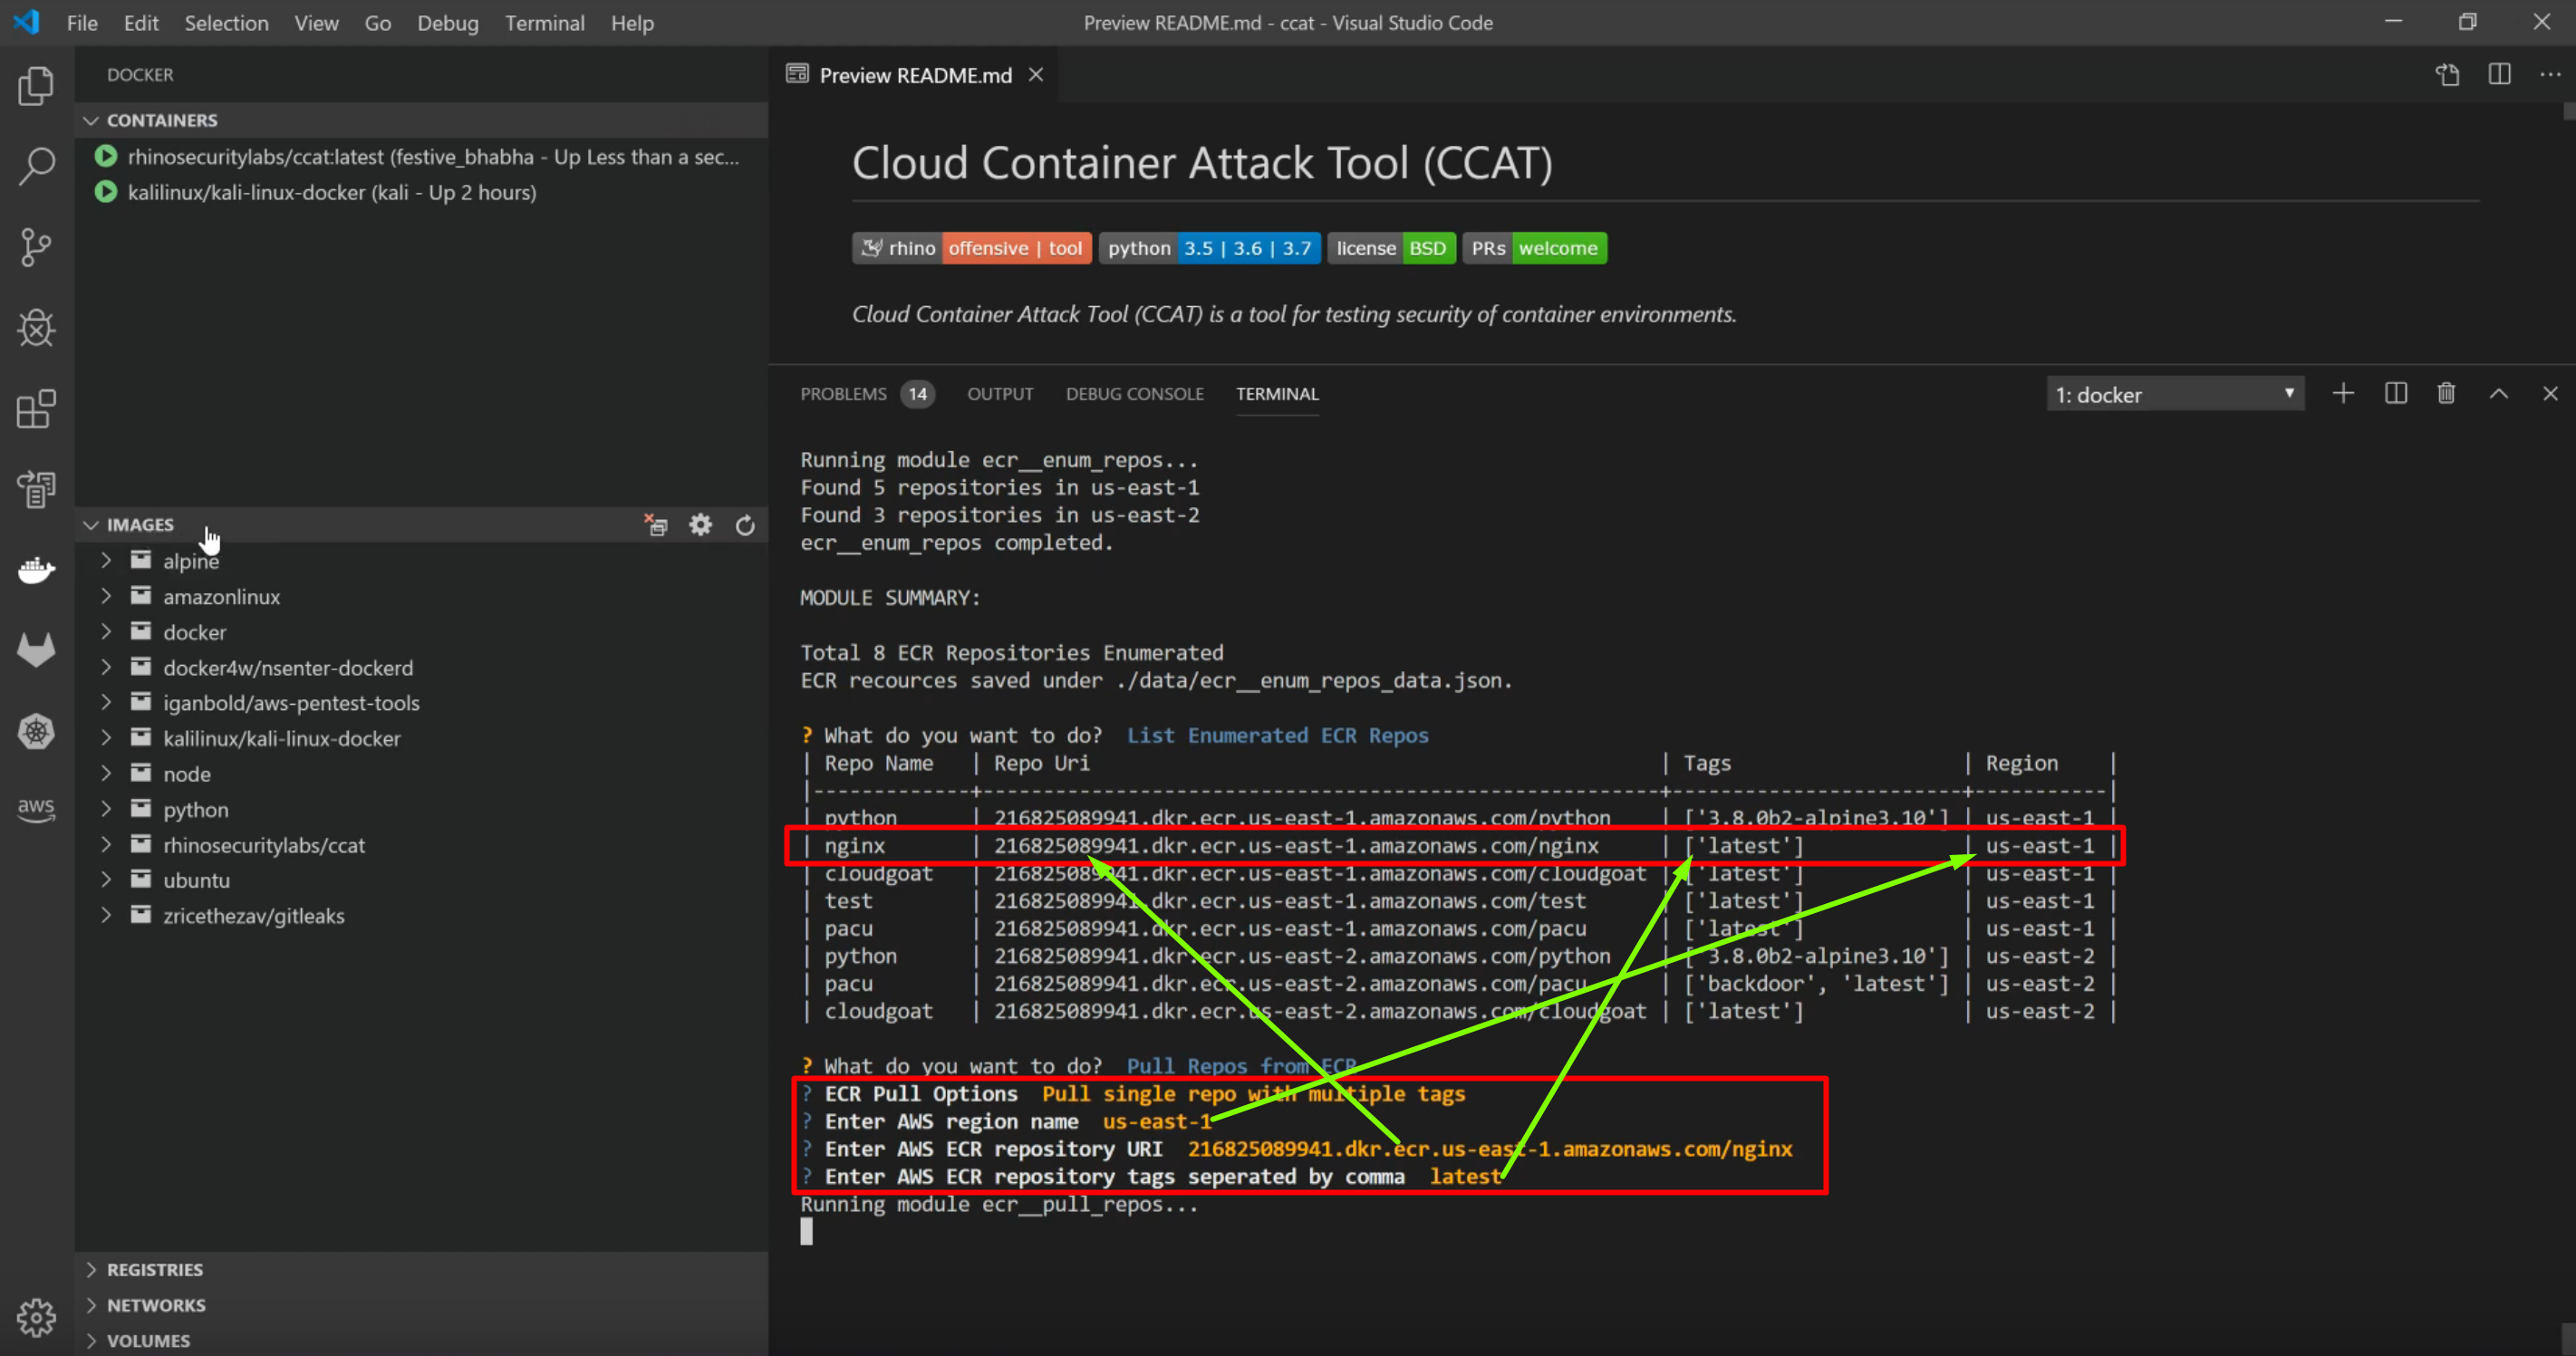 File Edit Selection View Go Debug Terminal Help
Preview README.md - ccat - Visual Studio Code
DOCKER
CONTAINERS
rhinosecuritylabs/ccat:latest (festive_bhabha - Up Less than a sec...
kalilinux/kali-linux-docker (kali - Up 2 hours)
IMAGES
alpine
amazonlinux
docker
docker4w/nsenter-dockerd
iganbold/aws-pentest-tools
kalilinux/kali-linux-docker
node
python
rhinosecuritylabs/ccat
ubuntu
zricethezav/gitleaks
aws
REGISTRIES
NETWORKS
VOLUMES
Preview README.md
Cloud Container Attack Tool (CCAT)
rhino offensive | tool python 3.5 | 3.6 | 3.7 license BSD PRs welcome
Cloud Container Attack Tool (CCAT) is a tool for testing security of container environments.
PROBLEMS 14 OUTPUT DEBUG CONSOLE TERMINAL 1: docker
Running module ecr__enum_repos...
Found 5 repositories in us-east-1
Found 3 repositories in us-east-2
ecr__enum_repos completed.
MODULE SUMMARY:
Total 8 ECR Repositories Enumerated
ECR recources saved under ./data/ecr__enum_repos_data.json.
? What do you want to do? List Enumerated ECR Repos
| Repo Name | Repo Uri | Tags | Region |
|-------------+--------------------------------------------------------+------------------------+-----------|
| python | 216825089941.dkr.ecr.us-east-1.amazonaws.com/python | ['3.8.0b2-alpine3.10'] | us-east-1 |
| nginx | 216825089941.dkr.ecr.us-east-1.amazonaws.com/nginx | ['latest'] | us-east-1 |
| cloudgoat | 216825089941.dkr.ecr.us-east-1.amazonaws.com/cloudgoat | ['latest'] | us-east-1 |
| test | 216825089941.dkr.ecr.us-east-1.amazonaws.com/test | ['latest'] | us-east-1 |
| pacu | 216825089941.dkr.ecr.us-east-1.amazonaws.com/pacu | ['latest'] | us-east-1 |
| python | 216825089941.dkr.ecr.us-east-2.amazonaws.com/python | ['3.8.0b2-alpine3.10'] | us-east-2 |
| pacu | 216825089941.dkr.ecr.us-east-2.amazonaws.com/pacu | ['backdoor', 'latest'] | us-east-2 |
| cloudgoat | 216825089941.dkr.ecr.us-east-2.amazonaws.com/cloudgoat | ['latest'] | us-east-2 |
? What do you want to do? Pull Repos from ECR
? ECR Pull Options Pull single repo with multiple tags
? Enter AWS region name us-east-1
? Enter AWS ECR repository URI 216825089941.dkr.ecr.us-east-1.amazonaws.com/nginx
? Enter AWS ECR repository tags seperated by comma latest
Running module ecr__pull_repos...